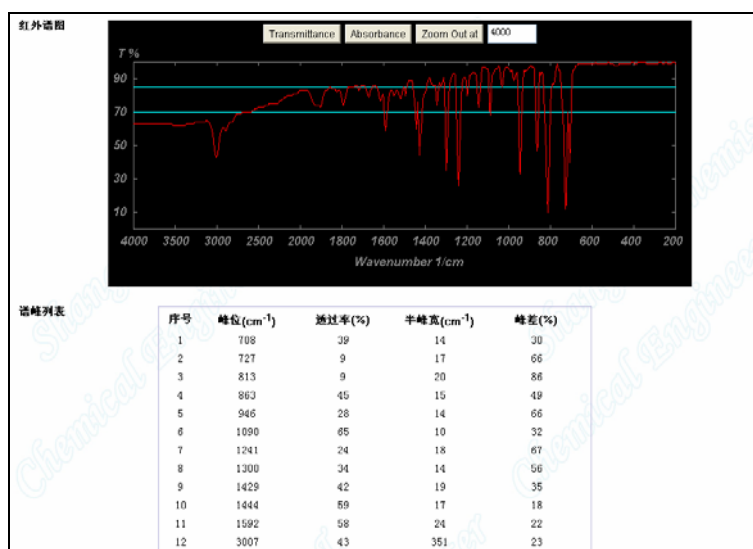 红外谱图
Transmittance Absorbance Zoom Out at 4000
T %
90
70
50
30
10
4000 3500 3000 2500 2000 1800 1600 1400 1200 1000 800 600 400 200
Wavenumber 1/cm
谱峰列表
序号 峰位(cm-1) 透过率(%) 半峰宽(cm-1) 峰差(%)
1 708 39 14 30
2 727 9 17 66
3 813 9 20 86
4 863 45 15 49
5 946 28 14 66
6 1090 65 10 32
7 1241 24 18 67
8 1300 34 14 56
9 1429 42 19 35
10 1444 59 17 18
11 1592 58 24 22
12 3007 43 351 23
Chemical Engineer